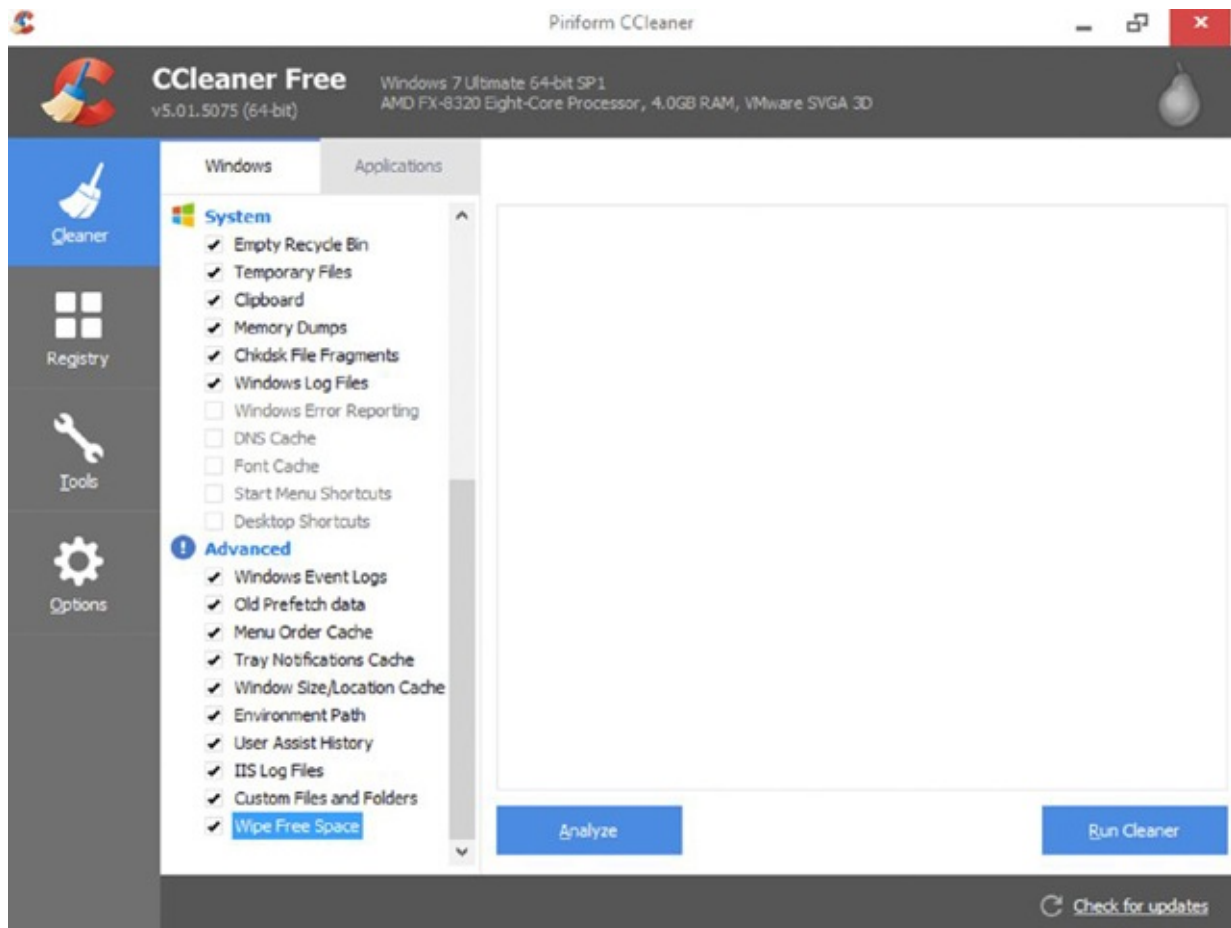 Piriform CCleaner
CCleaner Free
v5.01.5075 (64-bit)
Windows 7 Ultimate 64-bit SP1
AMD FX-8320 Eight-Core Processor, 4.0GB RAM, VMware SVGA 3D
Cleaner
Registry
Tools
Options
Windows
Applications
System
Empty Recycle Bin
Temporary Files
Clipboard
Memory Dumps
Chkdsk File Fragments
Windows Log Files
Windows Error Reporting
DNS Cache
Font Cache
Start Menu Shortcuts
Desktop Shortcuts
Advanced
Windows Event Logs
Old Prefetch data
Menu Order Cache
Tray Notifications Cache
Window Size/Location Cache
Environment Path
User Assist History
IIS Log Files
Custom Files and Folders
Wipe Free Space
Analyze
Run Cleaner
Check for updates